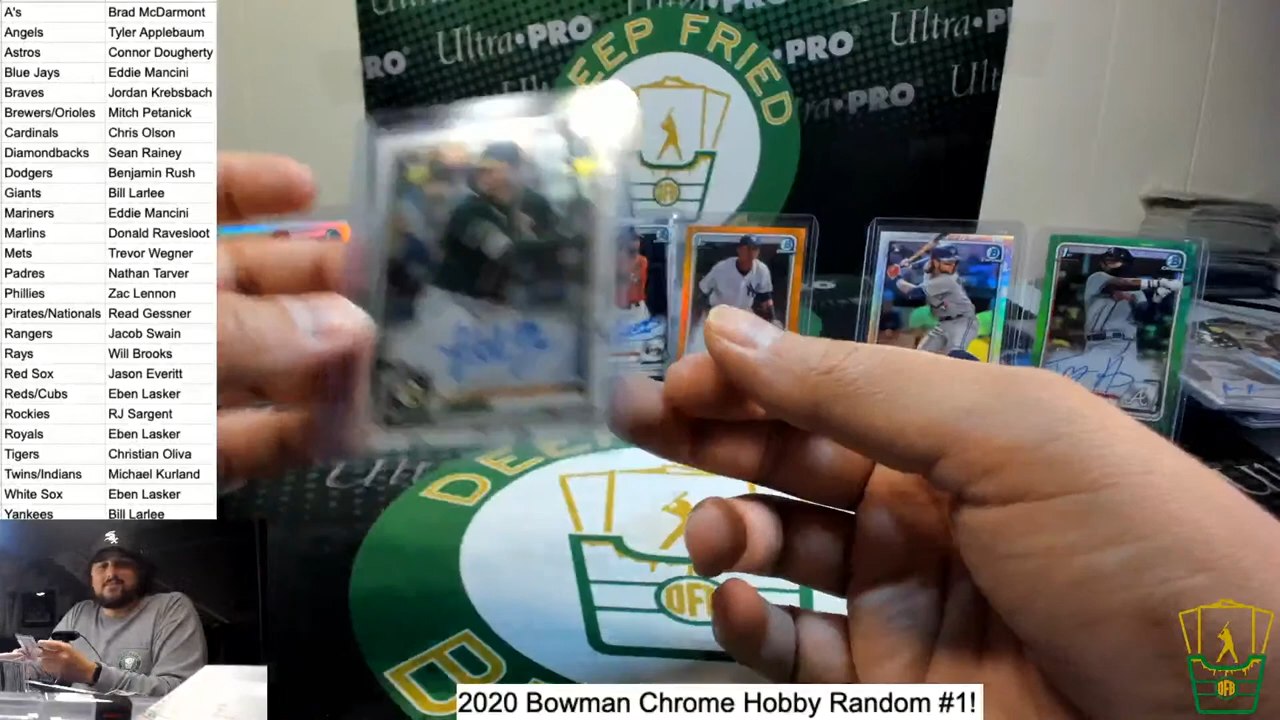 A's Brad McDarmont
Angels Tyler Applebaum
Astros Connor Dougherty
Blue Jays Eddie Mancini
Braves Jordan Krebsbach
Brewers/Orioles Mitch Petanick
Cardinals Chris Olson
Diamondbacks Sean Rainey
Dodgers Benjamin Rush
Giants Bill Larlee
Mariners Eddie Mancini
Marlins Donald Ravesloot
Mets Trevor Wegner
Padres Nathan Tarver
Phillies Zac Lennon
Pirates/Nationals Read Gessner
Rangers Jacob Swain
Rays Will Brooks
Red Sox Jason Everitt
Reds/Cubs Eben Lasker
Rockies RJ Sargent
Royals Eben Lasker
Tigers Christian Oliva
Twins/Indians Michael Kurland
White Sox Eben Lasker
Yankees Bill Larlee
Ultra•PRO
Ultra•PRO
PRO
PRO
Ultra
DEEP FRIED
DFB
DEEP
DFB
B
DFB
2020 Bowman Chrome Hobby Random #1!